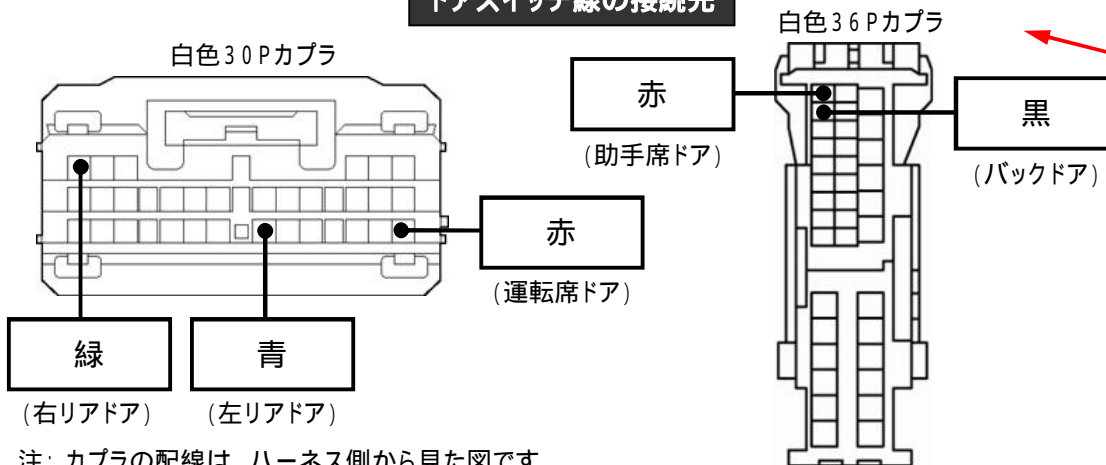 ドアスイッチ線の接続先
白色30Pカプラ
白色36Pカプラ
赤
(助手席ドア)
黒
(バックドア)
赤
(運転席ドア)
緑
(右リアドア)
青
(左リアドア)
注: カプラの配線は、ハーネス側から見た図です